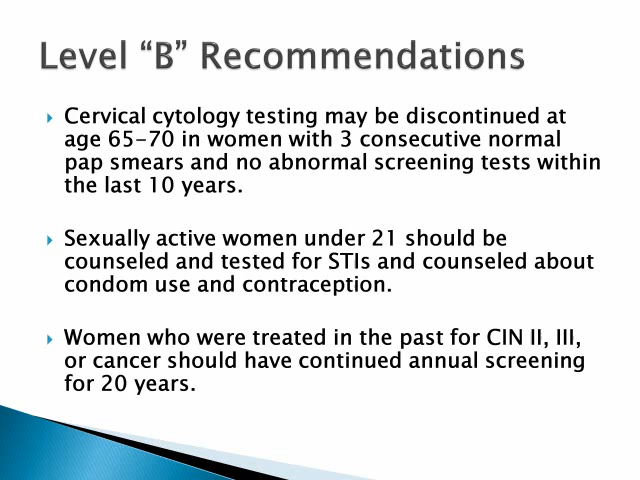 Level “B” Recommendations
Cervical cytology testing may be discontinued at
age 65-70 in women with 3 consecutive normal
pap smears and no abnormal screening tests within
the last 10 years.
Sexually active women under 21 should be
counseled and tested for STIs and counseled about
condom use and contraception.
Women who were treated in the past for CIN II, III,
or cancer should have continued annual screening
for 20 years.